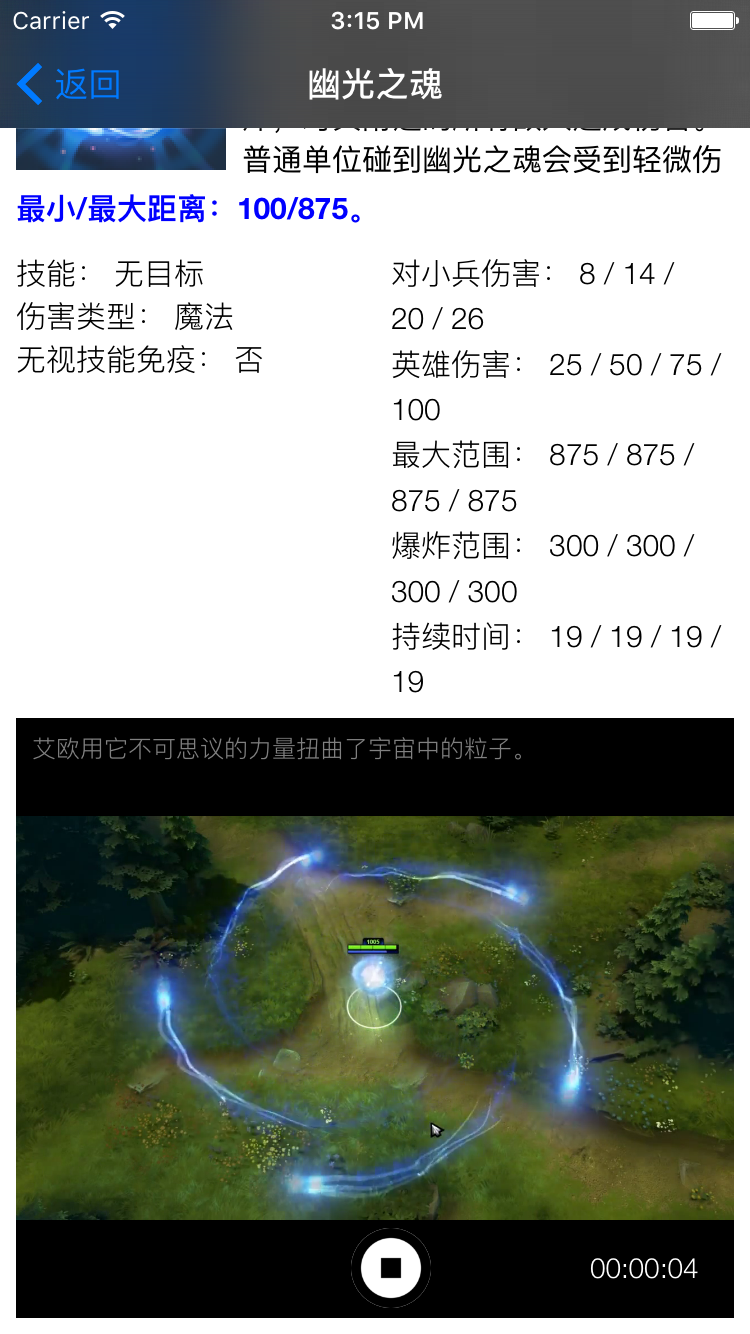 Carrier
3:15 PM
返回
幽光之魂
普通单位碰到幽光之魂会受到轻微伤
最小/最大距离：100/875。
技能： 无目标
伤害类型： 魔法
无视技能免疫： 否
对小兵伤害： 8 / 14 /
20 / 26
英雄伤害： 25 / 50 / 75 /
100
最大范围： 875 / 875 /
875 / 875
爆炸范围： 300 / 300 /
300 / 300
持续时间： 19 / 19 / 19 /
19
艾欧用它不可思议的力量扭曲了宇宙中的粒子。
1005
00:00:04